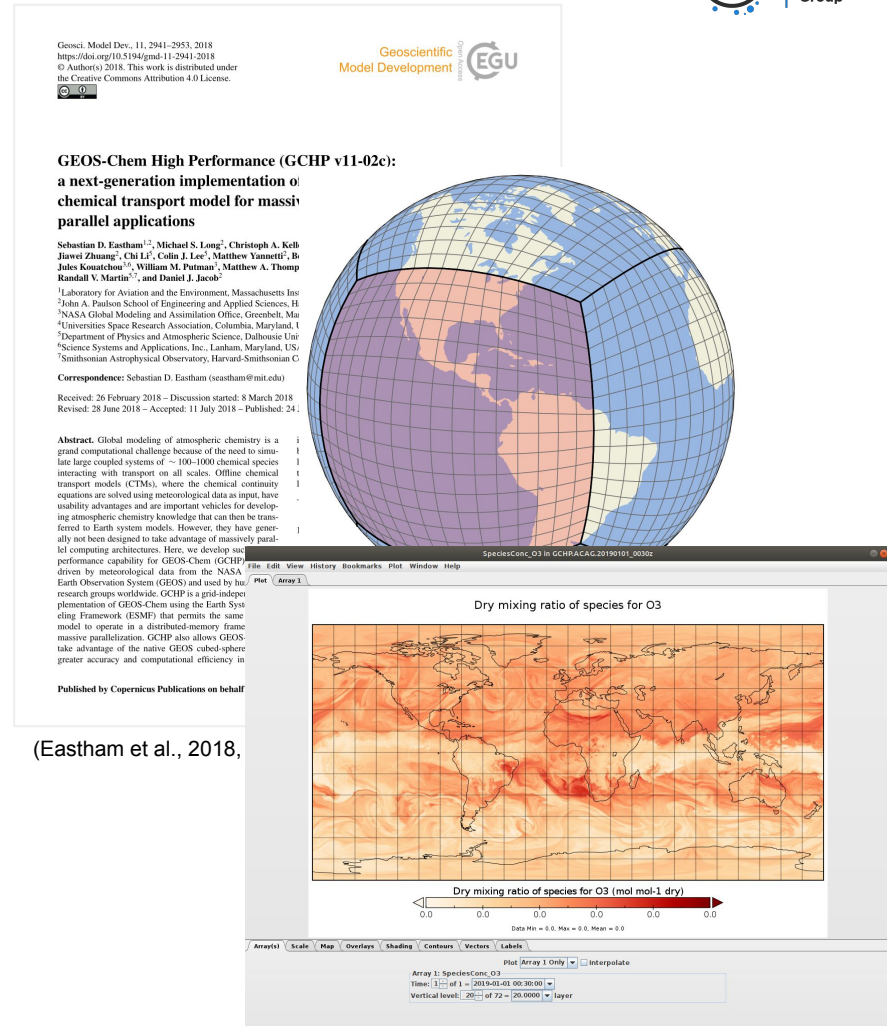 Group
Geosci. Model Dev., 11, 2941–2953, 2018
https://doi.org/10.5194/gmd-11-2941-2018
© Author(s) 2018. This work is distributed under
the Creative Commons Attribution 4.0 License.
Geoscientific
Model Development
Open Access
EGU
GEOS-Chem High Performance (GCHP v11-02c):
a next-generation implementation
chemical transport model for
parallel applications
Sebastian D. Eastham1,2, Michael S. Long2, Christoph A.
Jiawei Zhuang2, Chi Li5, Colin J. Lee5, Matthew Yannetti2,
Jules Kouatchou3,6, William M. Putman3, Matthew A.
Randall V. Martin5,7, and Daniel J. Jacob2
1Laboratory for Aviation and the Environment, Massachusetts
2John A. Paulson School of Engineering and Applied Sciences,
3NASA Global Modeling and Assimilation Office, Greenbelt,
4Universities Space Research Association, Columbia, Maryland,
5Department of Physics and Atmospheric Science, Dalhousie
6Science Systems and Applications, Inc., Lanham, Maryland,
7Smithsonian Astrophysical Observatory, Harvard-Smithsonian
Correspondence: Sebastian D. Eastham (seastham@mit.edu)
Received: 26 February 2018 – Discussion started: 8 March 2018
Revised: 28 June 2018 – Accepted: 11 July 2018 – Published: 24
Abstract. Global modeling of atmospheric chemistry is a
grand computational challenge because of the need to simu-
late large coupled systems of ∼ 100–1000 chemical species
interacting with transport on all scales. Offline chemical
transport models (CTMs), where the chemical continuity
equations are solved using meteorological data as input, have
usability advantages and are important vehicles for develop-
ing atmospheric chemistry knowledge that can then be trans-
ferred to Earth system models. However, they have gener-
ally not been designed to take advantage of massively paral-
lel computing architectures. Here, we develop
performance capability for GEOS-Chem (GCHP)
driven by meteorological data from the NASA
Earth Observation System (GEOS) and used by
research groups worldwide. GCHP is a
plementation of GEOS-Chem using the Earth
eling Framework (ESMF) that permits the same
model to operate in a distributed-memory
massive parallelization. GCHP also allows GEOS-
take advantage of the native GEOS cubed-sphere
greater accuracy and computational efficiency in
Published by Copernicus Publications on behalf
(Eastham et al., 2018,
SpeciesConc_O3 in GCHP.ACAG.20190101_0030z
File Edit View History Bookmarks Plot Window Help
Plot Array 1
Dry mixing ratio of species for O3
Dry mixing ratio of species for O3 (mol mol-1 dry)
0.0 0.0 0.0 0.0 0.0 0.0
Data Min = 0.0, Max = 0.0, Mean = 0.0
Array(s) Scale Map Overlays Shading Contours Vectors Labels
Plot Array 1 Only Interpolate
Array 1: SpeciesConc_O3
Time: 1 of 1 = 2019-01-01 00:30:00
Vertical level: 20 of 72 = 20.0000 layer